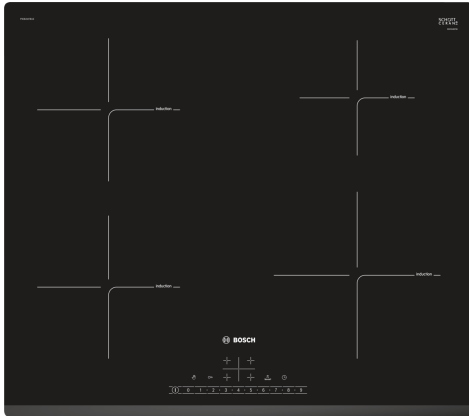 SCHOTT
CERAN®
induction
induction
induction
induction
BOSCH
0 · 1 · 2 · 3 · 4 · 5 · 6 · 7 · 8 · 9